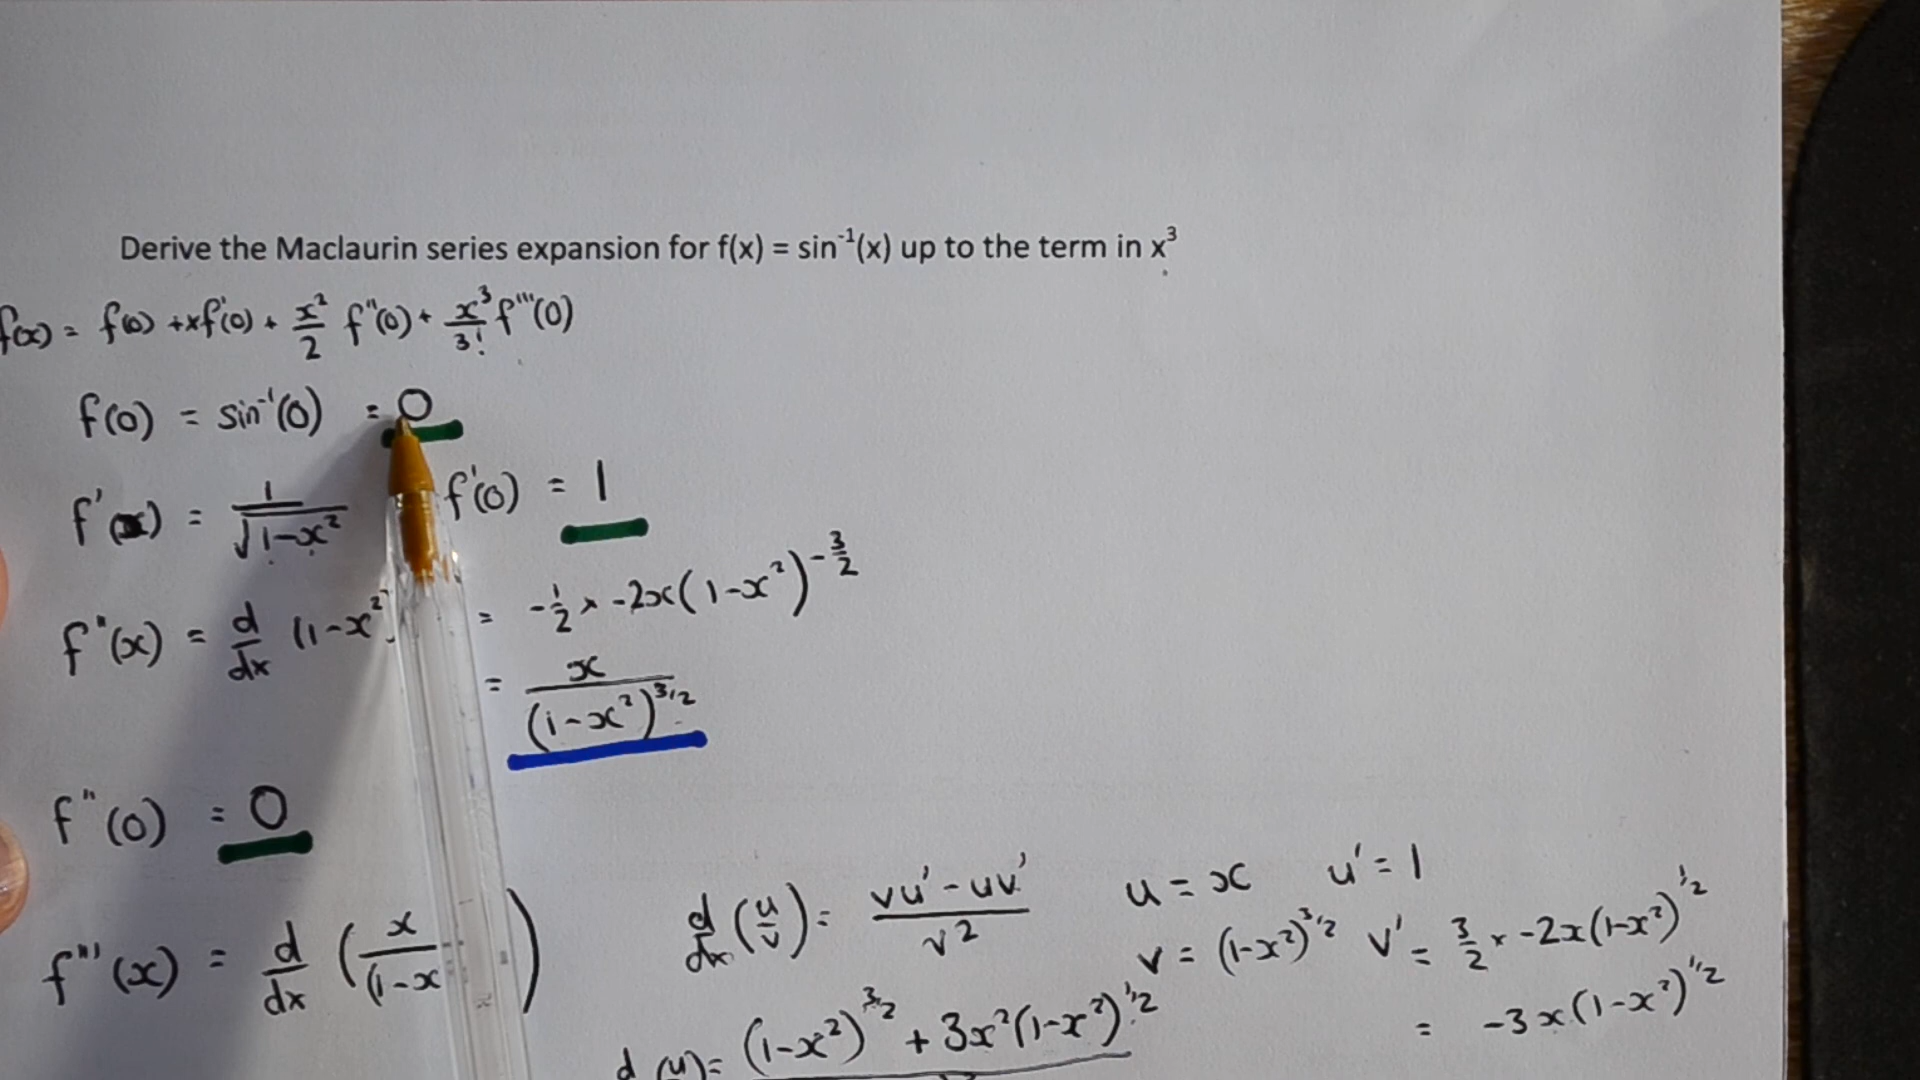 Derive the Maclaurin series expansion for f(x) = sin⁻¹(x) up to the term in x³
f(x) = f(0) + xf'(0) + x²/2 f''(0) + x³/3! f'''(0)
f(0) = sin⁻¹(0) = 0
f'(x) = 1/√(1-x²) f'(0) = 1
f''(x) = d/dx (1-x²) = -1/2 × -2x(1-x²)^(-3/2)
= x/(1-x²)^(3/2)
f''(0) = 0
d/dx (u/v) = (vu' - uv')/v² u = x u' = 1
f'''(x) = d/dx (x/(1-x ) v = (1-x²)^(3/2) v' = 3/2 × -2x(1-x²)^(1/2)
= -3x(1-x²)^(1/2)
d (u) = (1-x²)^(3/2) + 3x²(1-x²)^(1/2)